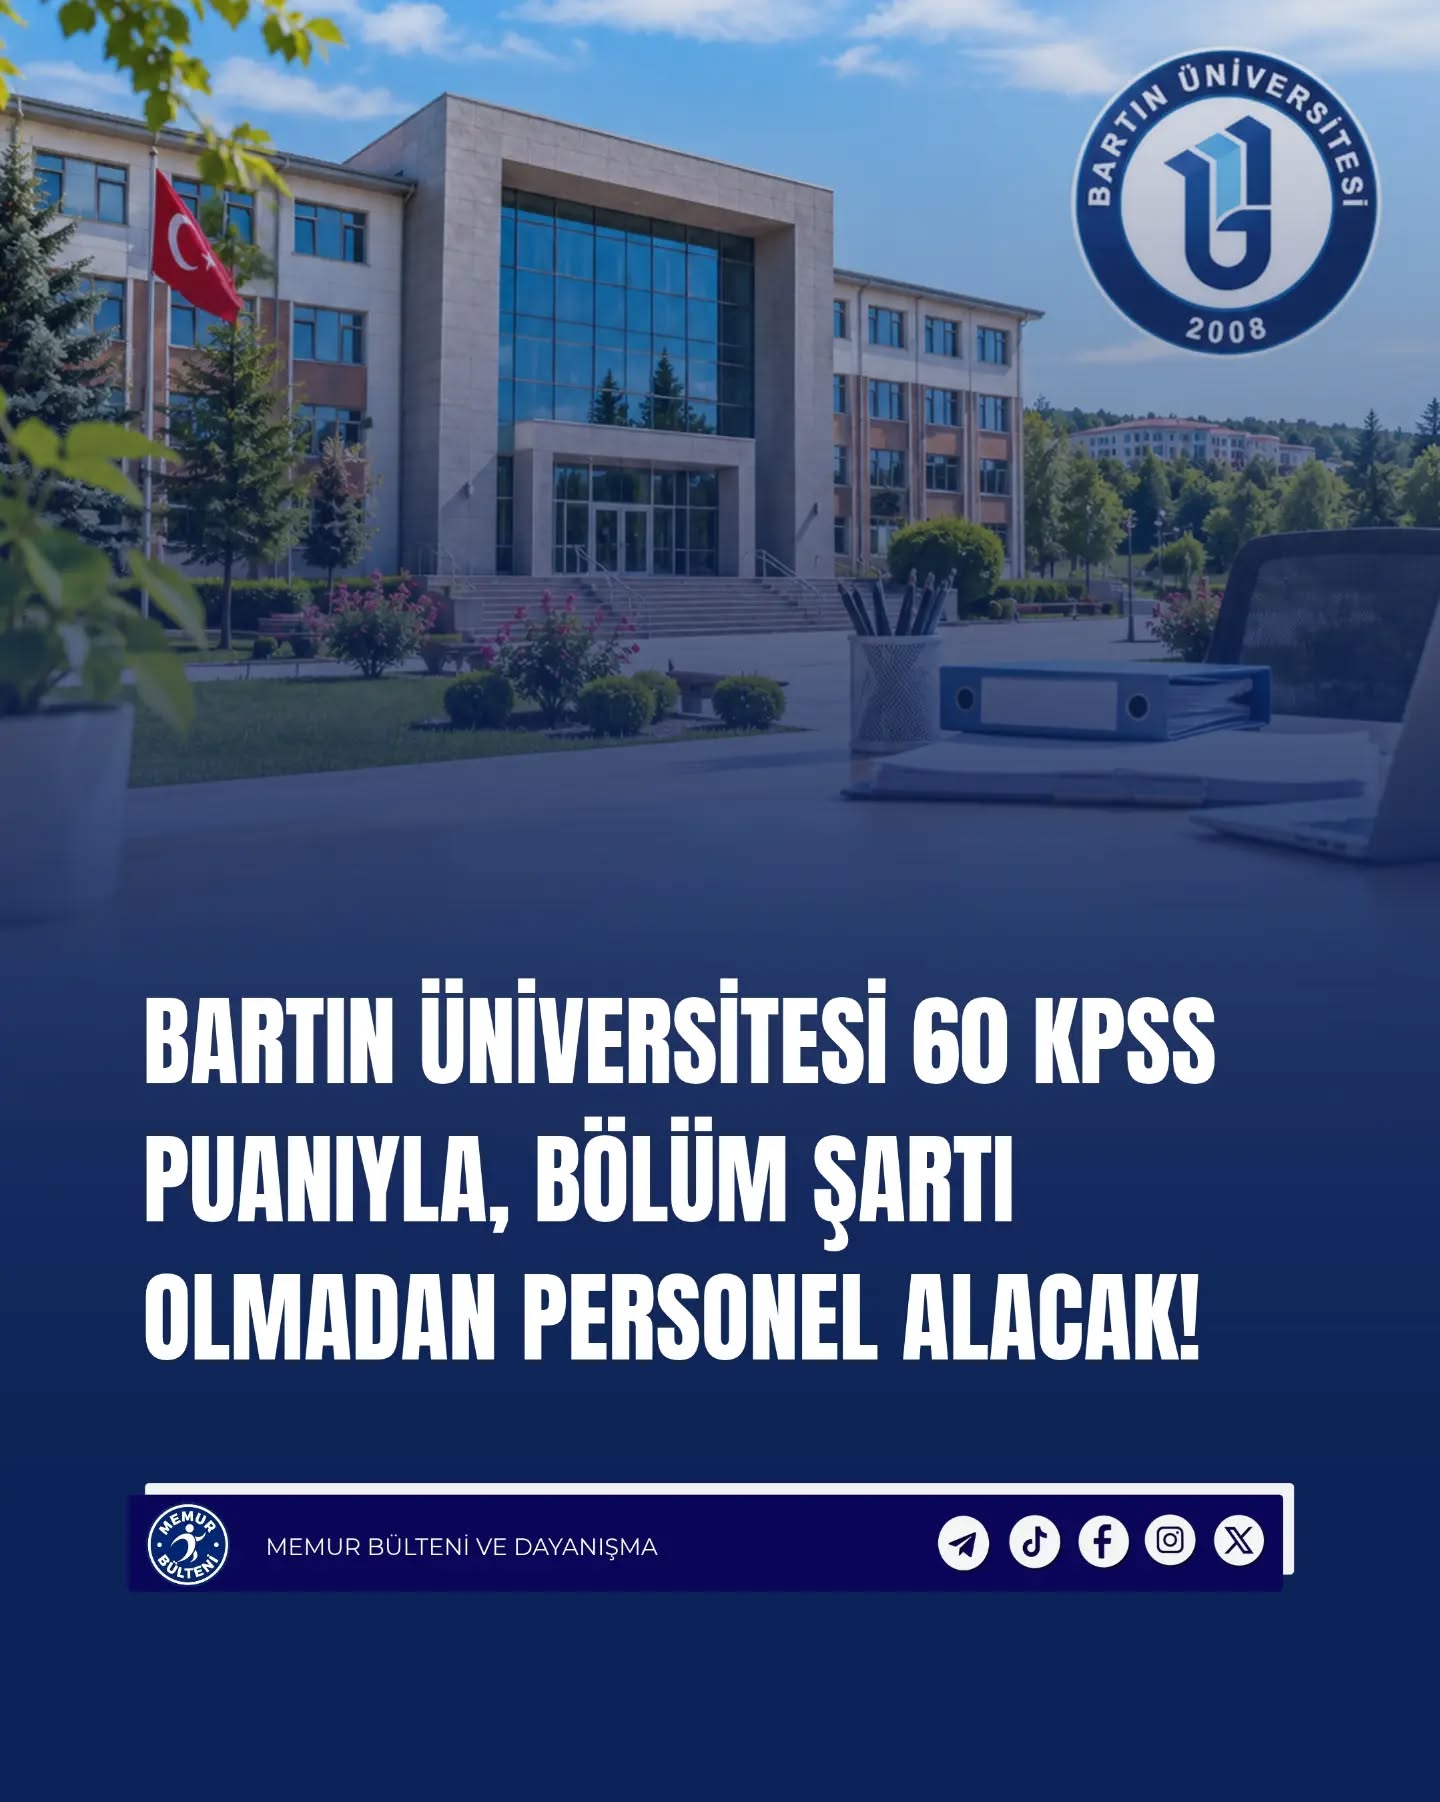 BARTIN ÜNİVERSİTESİ
2008
BARTIN ÜNİVERSİTESİ 60 KPSS
PUANIYLA, BÖLÜM ŞARTI
OLMADAN PERSONEL ALACAK!
MEMUR
BÜLTENİ
MEMUR BÜLTENİ VE DAYANIŞMA